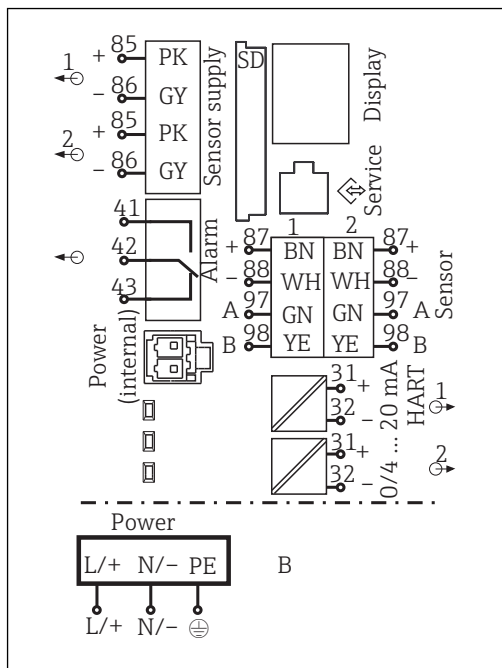 1
+ 85 PK
- 86 GY
2
+ 85 PK
- 86 GY
Sensor supply
SD
Display
Service
41
42
43
Alarm
1 2
+ 87 BN BN 87 +
- 88 WH WH 88 -
A 97 GN GN 97 A
B 98 YE YE 98 B
Sensor
Power
(internal)
31 +
32 -
1
31 +
32 -
2
0/4 ... 20 mA
HART
Power
L/+ N/- PE
B
L/+ N/-